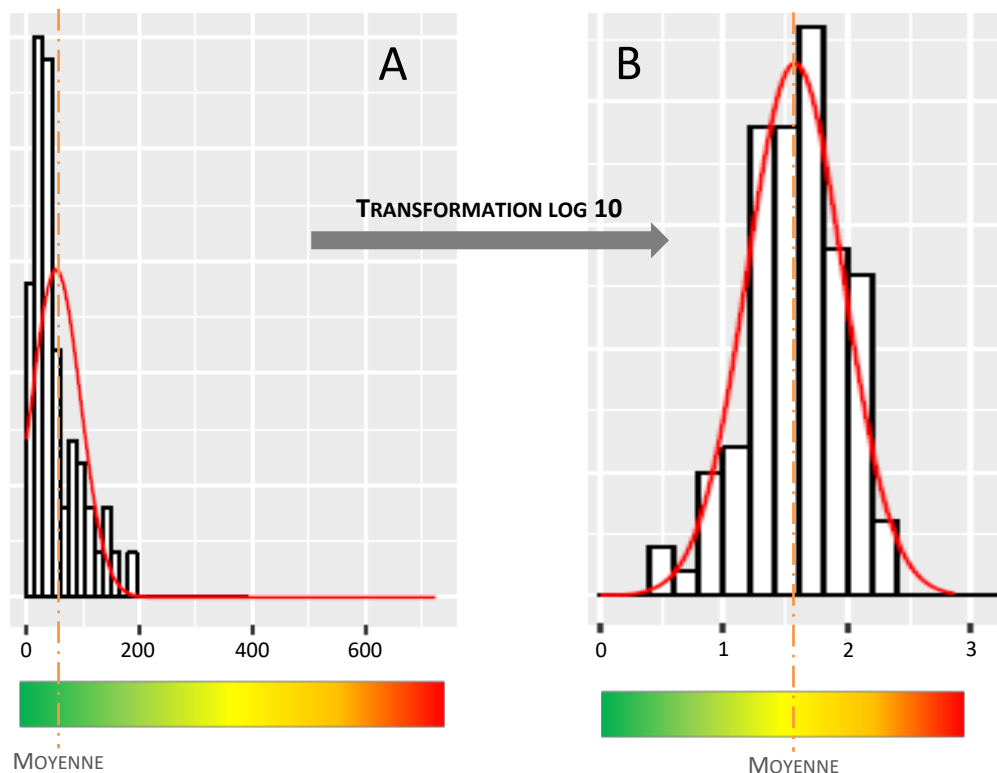 A
B
TRANSFORMATION LOG 10
0 200 400 600
0 1 2 3
MOYENNE
MOYENNE